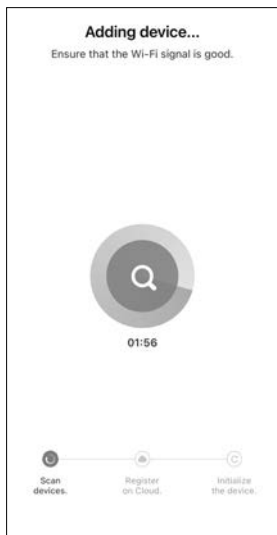 Adding device...
Ensure that the Wi-Fi signal is good.
01:56
Scan
devices.
Register
on Cloud.
Initialize
the device.